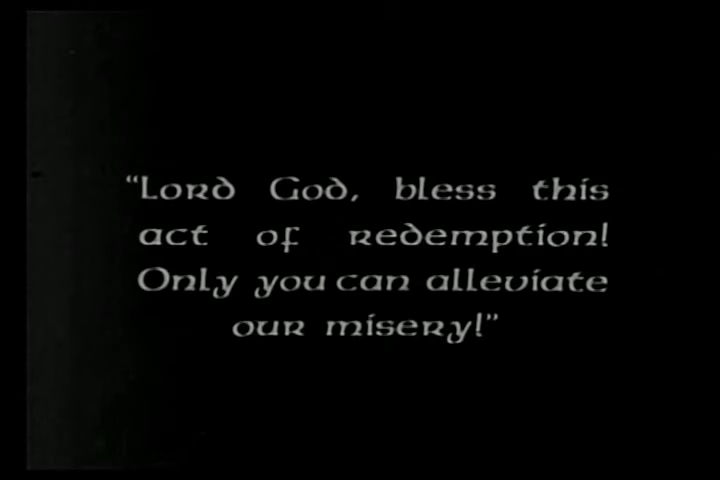 “Lord God, bless this
act of redemption!
Only you can alleviate
our misery!”